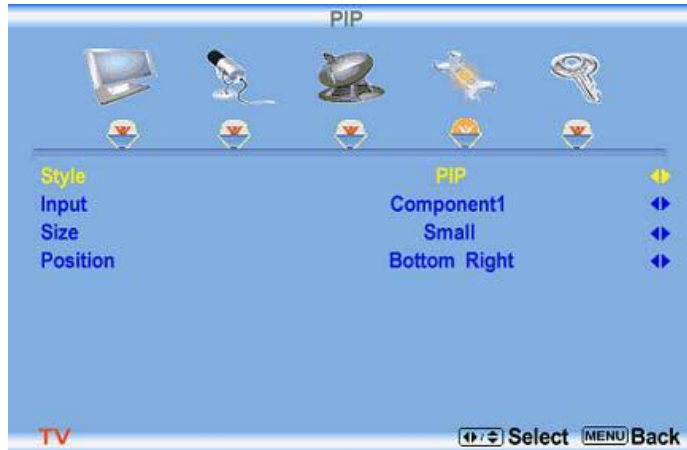 PIP
Style PIP
Input Component1
Size Small
Position Bottom Right
TV Select MENU Back